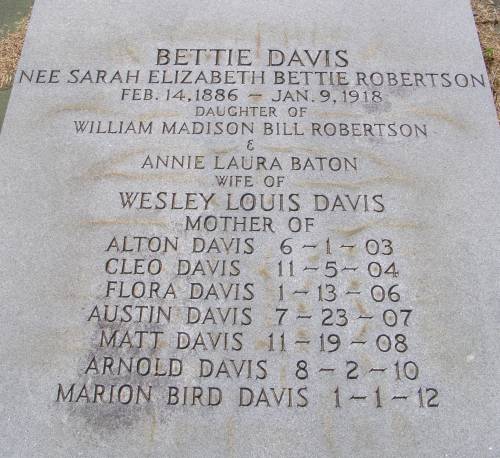 BETTIE DAVIS
NEE SARAH ELIZABETH BETTIE ROBERTSON
FEB. 14, 1886 – JAN. 9, 1918
DAUGHTER OF
WILLIAM MADISON BILL ROBERTSON
&
ANNIE LAURA BATON
WIFE OF
WESLEY LOUIS DAVIS
MOTHER OF
ALTON DAVIS 6 – 1 – 03
CLEO DAVIS 11 – 5 – 04
FLORA DAVIS 1 – 13 – 06
AUSTIN DAVIS 7 – 23 – 07
MATT DAVIS 11 – 19 – 08
ARNOLD DAVIS 8 – 2 – 10
MARION BIRD DAVIS 1 – 1 – 12